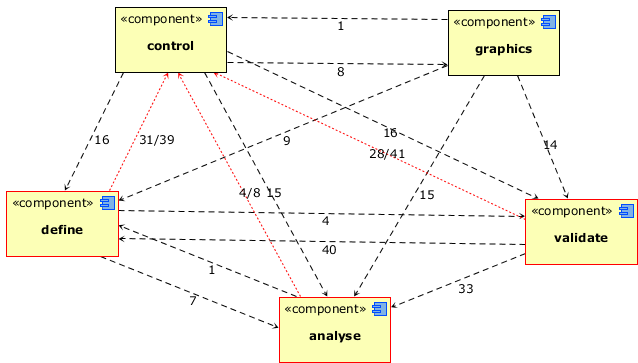 «component»
control
«component»
graphics
1
8
16
31/39
9
16
28/41
14
4/8
15
15
«component»
define
«component»
validate
4
40
1
7
33
«component»
analyse